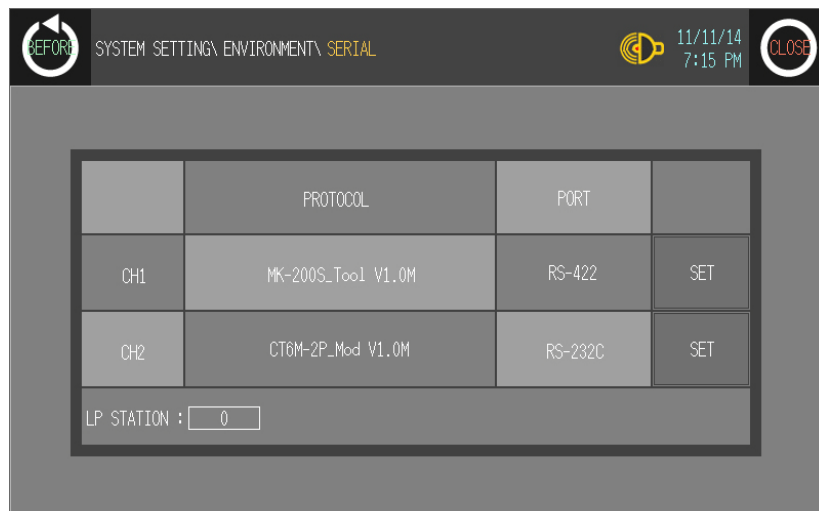 BEFORE SYSTEM SETTING\ ENVIRONMENT\ SERIAL 11/11/14 CLOSE
7:15 PM
PROTOCOL PORT
CH1 MK-200S_Tool V1.0M RS-422 SET
CH2 CT6M-2P_Mod V1.0M RS-232C SET
LP STATION : 0